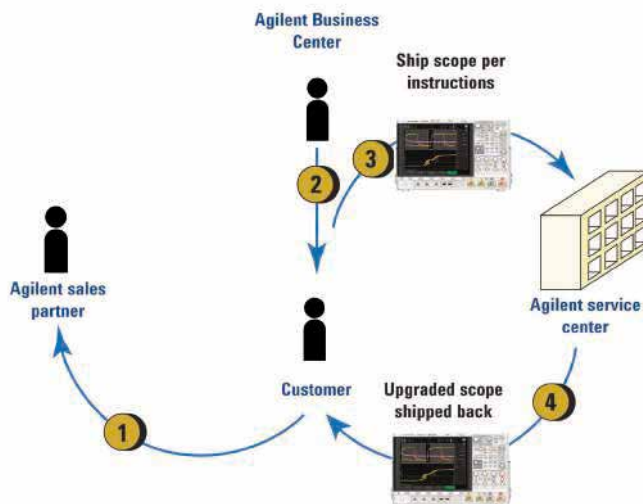 Agilent Business
Center
Ship scope per
instructions
3
2
Agilent sales
partner
Agilent service
center
Customer
Upgraded scope
shipped back
4
1